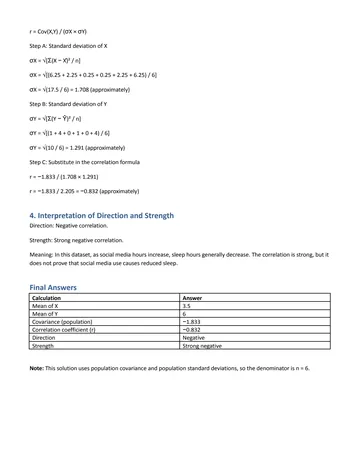 r = Cov(X,Y) / (σX × σY)
Step A: Standard deviation of X
σX = √[Σ(X − X̄)² / n]
σX = √[(6.25 + 2.25 + 0.25 + 0.25 + 2.25 + 6.25) / 6]
σX = √(17.5 / 6) = 1.708 (approximately)
Step B: Standard deviation of Y
σY = √[Σ(Y − Ȳ)² / n]
σY = √[(1 + 4 + 0 + 1 + 0 + 4) / 6]
σY = √(10 / 6) = 1.291 (approximately)
Step C: Substitute in the correlation formula
r = −1.833 / (1.708 × 1.291)
r = −1.833 / 2.205 = −0.832 (approximately)
4. Interpretation of Direction and Strength
Direction: Negative correlation.
Strength: Strong negative correlation.
Meaning: In this dataset, as social media hours increase, sleep hours generally decrease. The correlation is strong, but it
does not prove that social media use causes reduced sleep.
Final Answers
Calculation Answer
Mean of X 3.5
Mean of Y 6
Covariance (population) −1.833
Correlation coefficient (r) −0.832
Direction Negative
Strength Strong negative
Note: This solution uses population covariance and population standard deviations, so the denominator is n = 6.